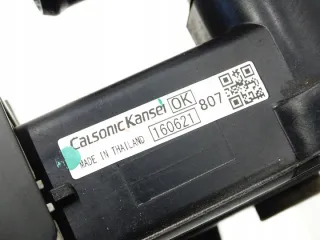 CalsonicKansei OK 807
MADE IN THAILAND 160621